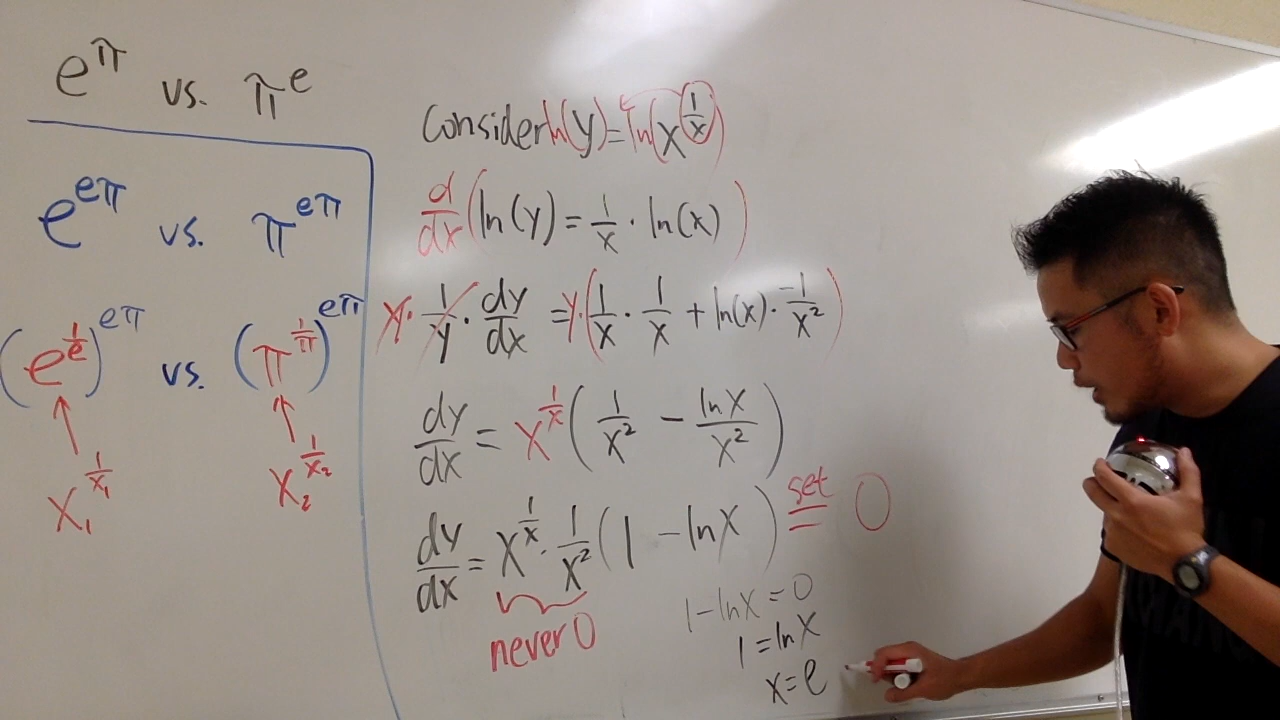 e^π vs. π^e
e^{eπ} vs. π^{eπ}
(e^{1/e})^{eπ} vs. (π^{1/π})^{eπ}
↑ ↑
x₁^{1/x₁} x₂^{1/x₂}
Consider ln(y) = ln(x^{1/x})
d/dx (ln(y) = 1/x · ln(x))
y · 1/y · dy/dx = y · (1/x · 1/x + ln(x) · -1/x²)
dy/dx = x^{1/x} (1/x² - lnx/x²)
dy/dx = x^{1/x} · 1/x² (1 - lnx) set = 0
never 0
1 - lnx = 0
1 = lnx
x = e